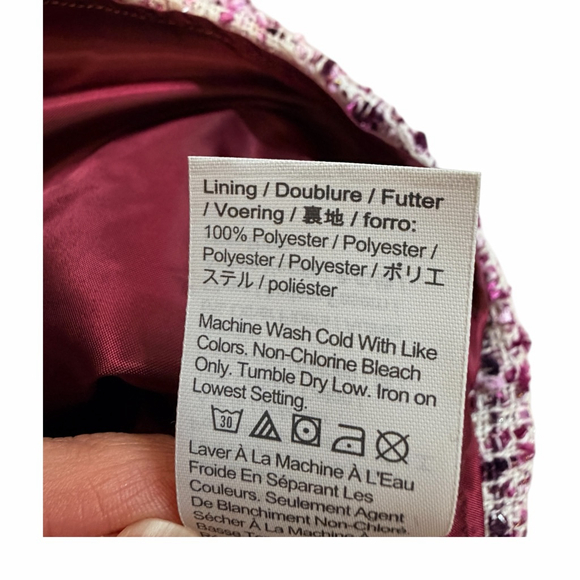 Lining / Doublure / Futter
/ Voering / 裏地 / forro:
100% Polyester / Polyester /
Polyester / Polyester / ポリエ
ステル / poliéster
Machine Wash Cold With Like
Colors. Non-Chlorine Bleach
Only. Tumble Dry Low. Iron on
Lowest Setting.
30
Laver À La Machine À L'Eau
Froide En Séparant Les
Couleurs. Seulement Agent
De Blanchiment Non-Chloré.
Sécher À La Machine À
Basse